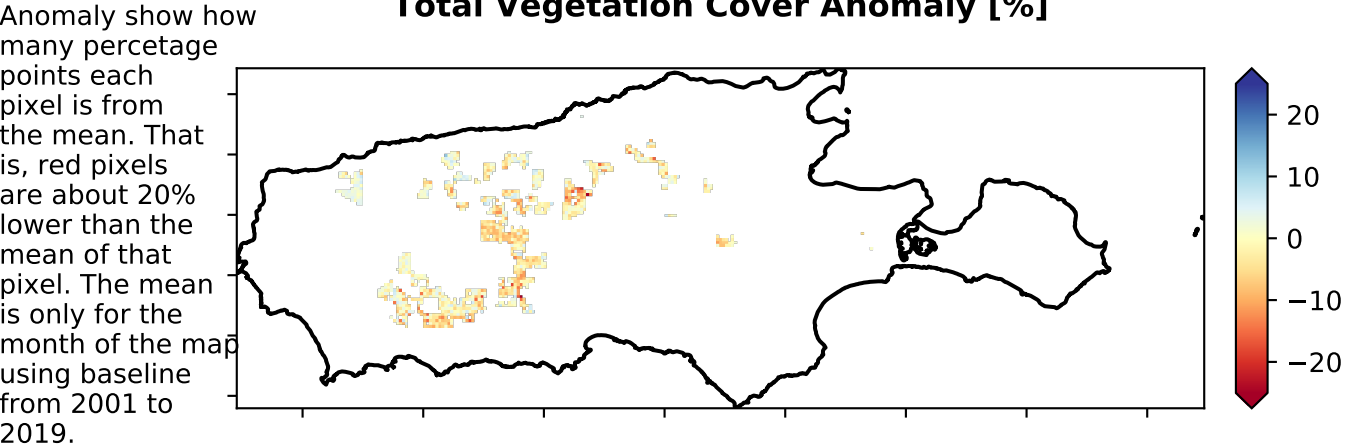 Anomaly show how
many percetage
points each
pixel is from
the mean. That
is, red pixels
are about 20%
lower than the
mean of that
pixel. The mean
is only for the
month of the map
using baseline
from 2001 to
2019.
Total Vegetation Cover Anomaly [%]
20
10
0
−10
−20